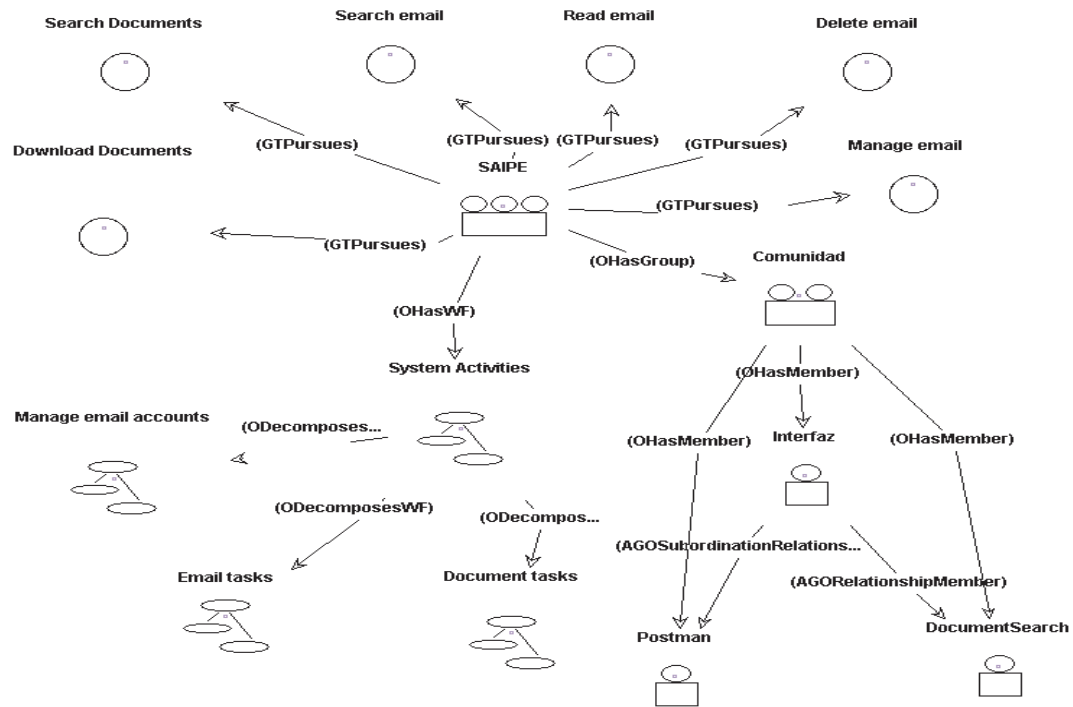 Search Documents
Search email
Read email
Delete email
(GTPursues)
(GTPursues)
(GTPursues)
(GTPursues)
Download Documents
SAIPE
Manage email
(GTPursues)
(GTPursues)
(OHasGroup)
Comunidad
(OHasWF)
System Activities
(OHasMember)
Manage email accounts
(ODecomposes...
(OHasMember)
Interfaz
(OHasMember)
(ODecomposesWF)
(ODecompos...
(AGOSubordinationRelations...
Email tasks
Document tasks
(AGORelationshipMember)
Postman
DocumentSearch